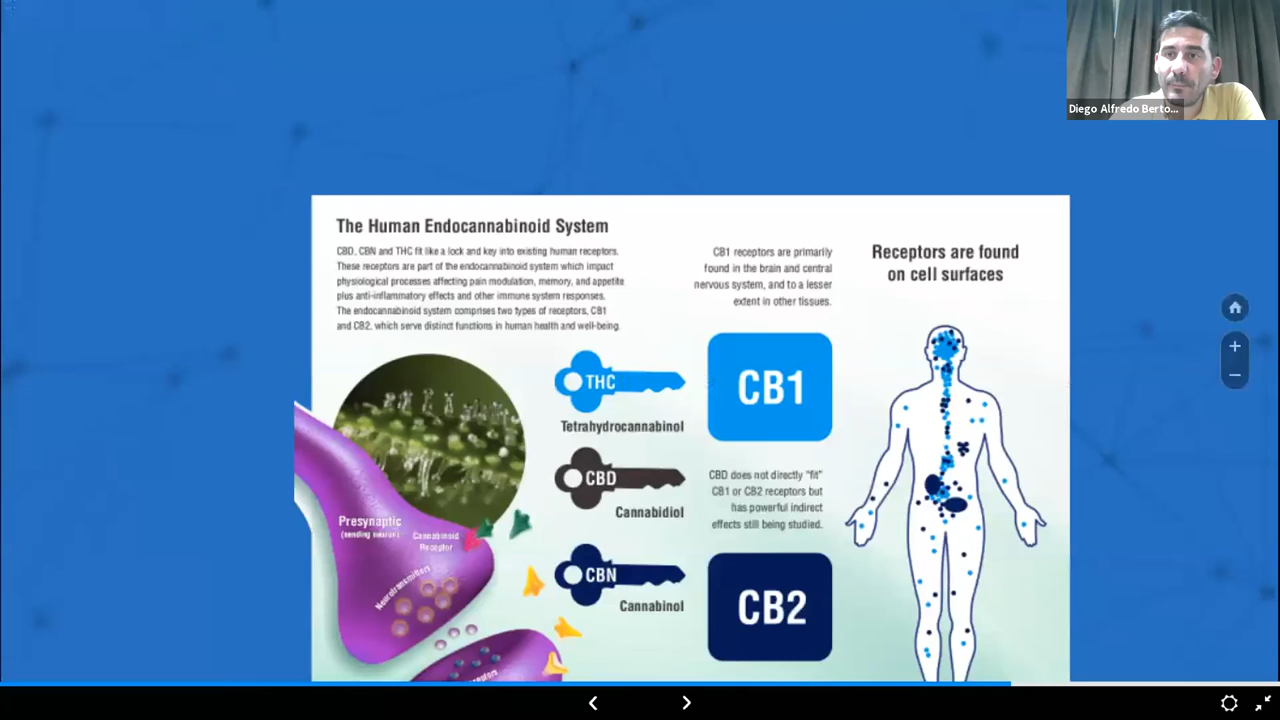 Diego Alfredo Berto...
The Human Endocannabinoid System
CBD, CBN and THC fit like a lock and key into existing human receptors.
These receptors are part of the endocannabinoid system which impact
physiological processes affecting pain modulation, memory, and appetite
plus anti-inflammatory effects and other immune system responses.
The endocannabinoid system comprises two types of receptors, CB1
and CB2, which serve distinct functions in human health and well-being.
CB1 receptors are primarily
found in the brain and central
nervous system, and to a lesser
extent in other tissues.
Receptors are found
on cell surfaces
THC
Tetrahydrocannabinol
CB1
CBD
Cannabidiol
CBD does not directly "fit"
CB1 or CB2 receptors but
has powerful indirect
effects still being studied.
Presynaptic
(sending neuron)
Cannabinoid
Receptor
Neurotransmitters
CBN
Cannabinol
CB2